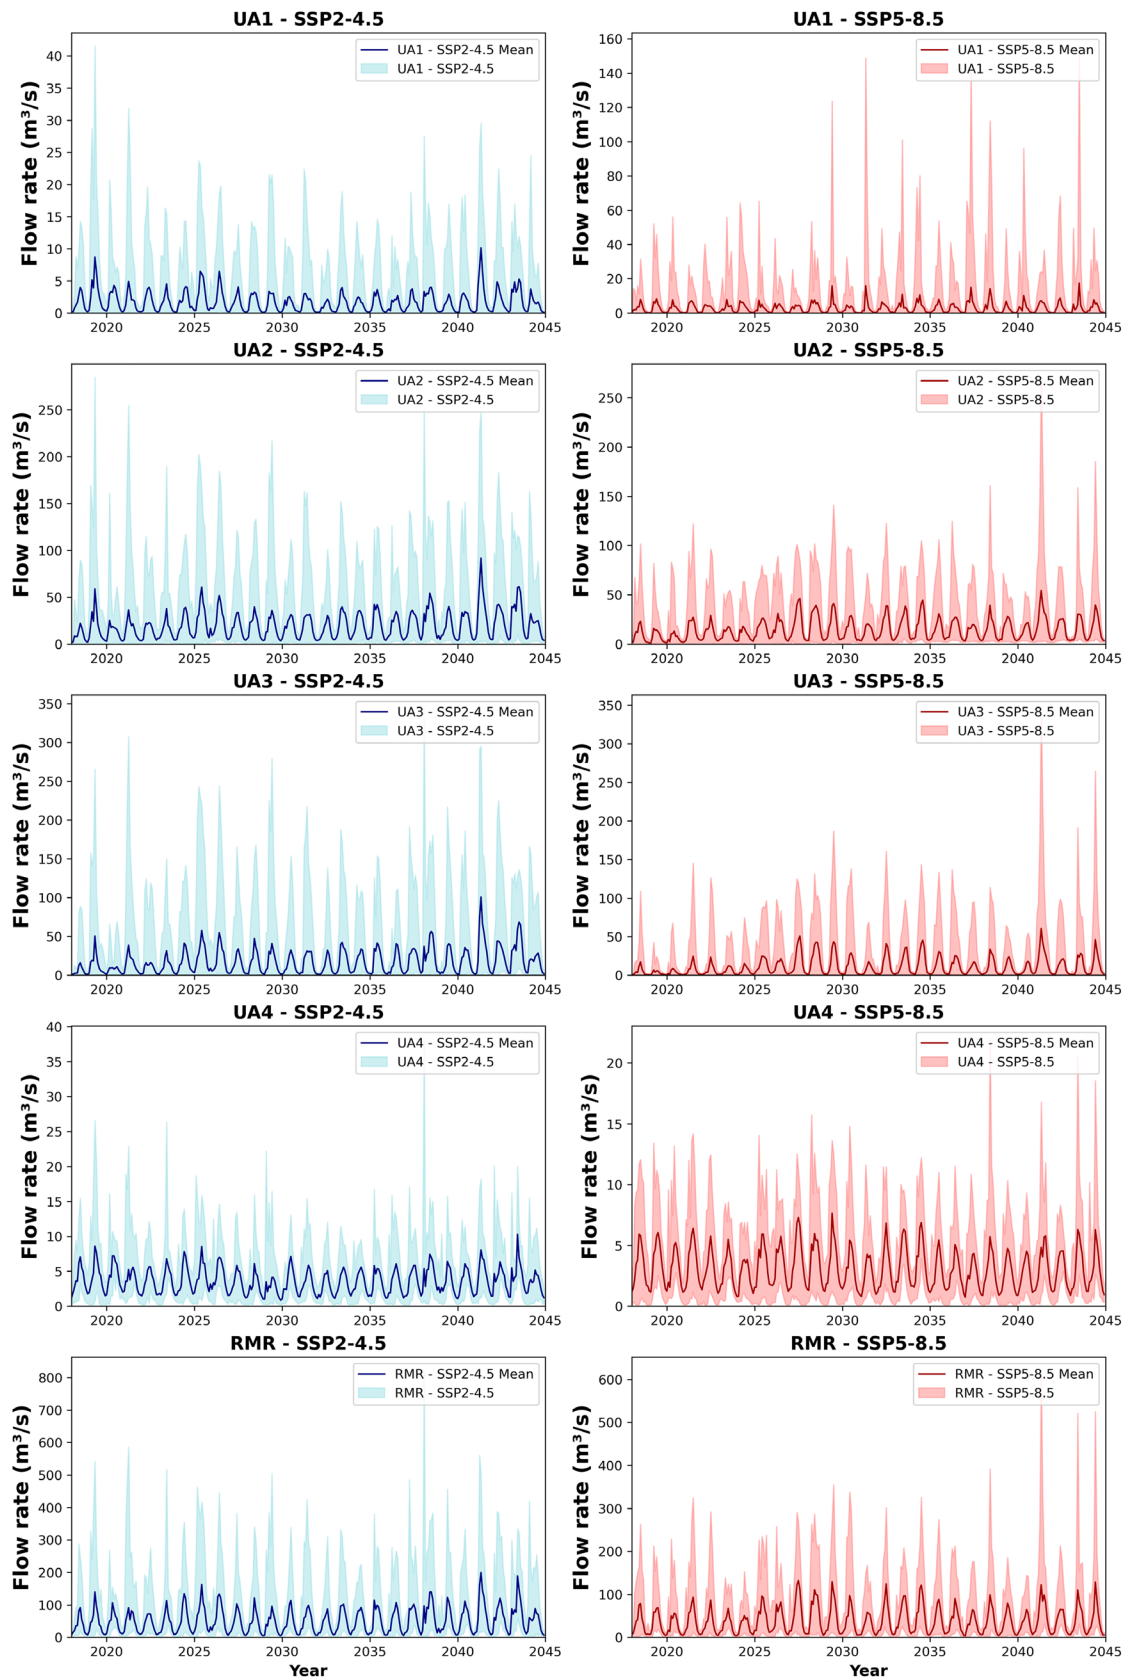 UA1 - SSP2-4.5
UA1 - SSP5-8.5
Flow rate (m³/s)
40
35
30
25
20
15
10
5
0
UA1 - SSP2-4.5 Mean
UA1 - SSP2-4.5
2020 2025 2030 2035 2040 2045
Flow rate (m³/s)
160
140
120
100
80
60
40
20
0
UA1 - SSP5-8.5 Mean
UA1 - SSP5-8.5
2020 2025 2030 2035 2040 2045
UA2 - SSP2-4.5
UA2 - SSP5-8.5
Flow rate (m³/s)
250
200
150
100
50
0
UA2 - SSP2-4.5 Mean
UA2 - SSP2-4.5
2020 2025 2030 2035 2040 2045
Flow rate (m³/s)
250
200
150
100
50
0
UA2 - SSP5-8.5 Mean
UA2 - SSP5-8.5
2020 2025 2030 2035 2040 2045
UA3 - SSP2-4.5
UA3 - SSP5-8.5
Flow rate (m³/s)
350
300
250
200
150
100
50
0
UA3 - SSP2-4.5 Mean
UA3 - SSP2-4.5
2020 2025 2030 2035 2040 2045
Flow rate (m³/s)
350
300
250
200
150
100
50
0
UA3 - SSP5-8.5 Mean
UA3 - SSP5-8.5
2020 2025 2030 2035 2040 2045
UA4 - SSP2-4.5
UA4 - SSP5-8.5
Flow rate (m³/s)
40
35
30
25
20
15
10
5
0
UA4 - SSP2-4.5 Mean
UA4 - SSP2-4.5
2020 2025 2030 2035 2040 2045
Flow rate (m³/s)
20
15
10
5
0
UA4 - SSP5-8.5 Mean
UA4 - SSP5-8.5
2020 2025 2030 2035 2040 2045
RMR - SSP2-4.5
RMR - SSP5-8.5
Flow rate (m³/s)
800
700
600
500
400
300
200
100
0
RMR - SSP2-4.5 Mean
RMR - SSP2-4.5
2020 2025 2030 2035 2040 2045
Year
Flow rate (m³/s)
600
500
400
300
200
100
0
RMR - SSP5-8.5 Mean
RMR - SSP5-8.5
2020 2025 2030 2035 2040 2045
Year